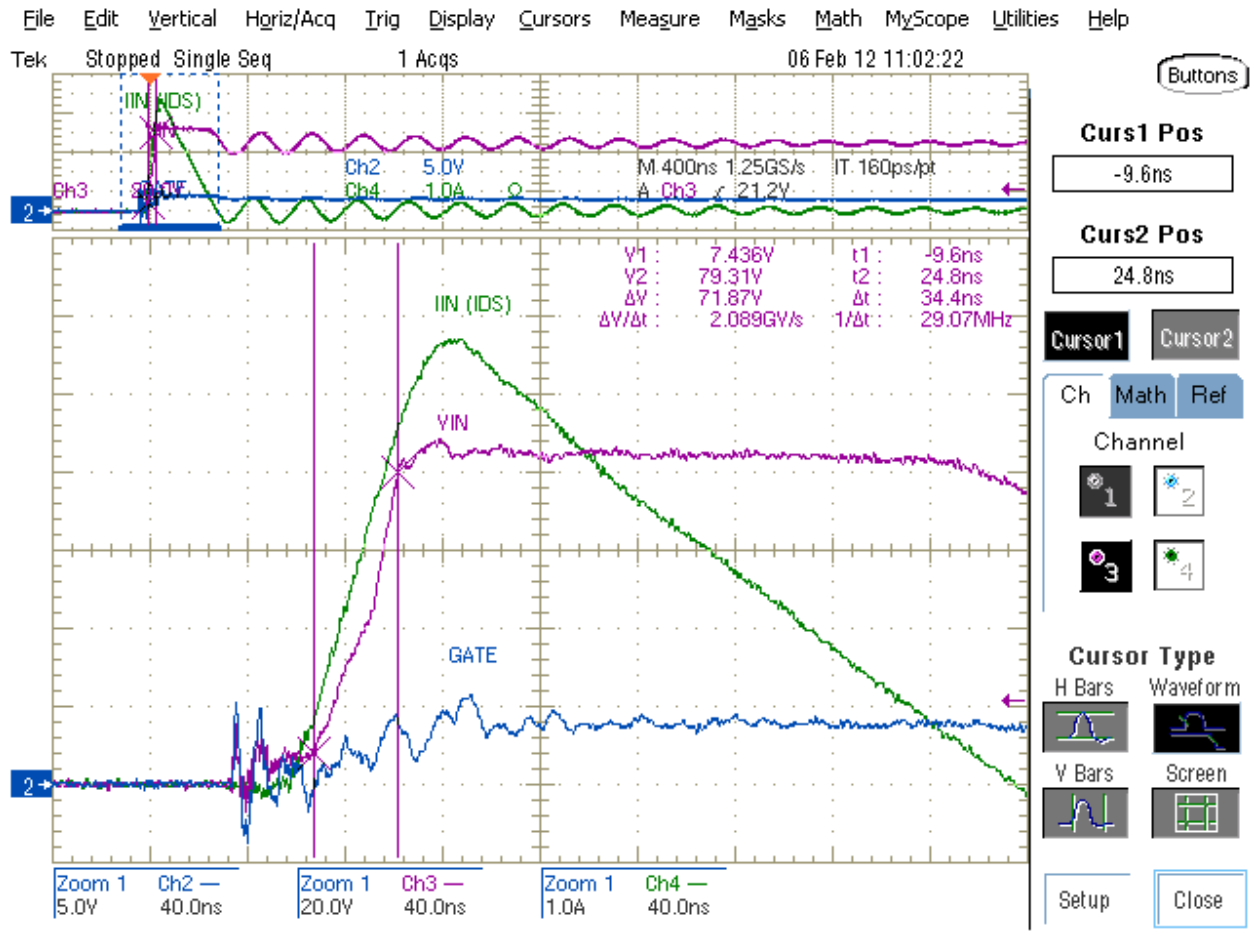 File Edit Vertical Horiz/Acq Trig Display Cursors Measure Masks Math MyScope Utilities Help
Tek Stopped Single Seq 1 Acqs 06 Feb 12 11:02:22
Buttons
IIN (IDS)
Ch2 5.0V M 400ns 1.25GS/s IT 160ps/pt
Ch3 Ch4 1.0A Ω A Ch3 21.2V
2
Curs1 Pos
-9.6ns
Curs2 Pos
24.8ns
V1 : 7.436V t1 : -9.6ns
V2 : 79.31V t2 : 24.8ns
ΔV : 71.87V Δt : 34.4ns
ΔV/Δt : 2.089GV/s 1/Δt : 29.07MHz
IIN (IDS)
VIN
GATE
2
Cursor1 Cursor2
Ch Math Ref
Channel
1 2
3 4
Cursor Type
H Bars Waveform
V Bars Screen
Setup Close
Zoom 1 Ch2 Zoom 1 Ch3 Zoom 1 Ch4
5.0V 40.0ns 20.0V 40.0ns 1.0A 40.0ns